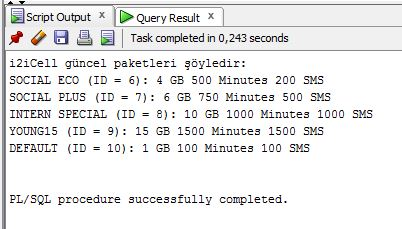 Script Output x Query Result x
Task completed in 0,243 seconds
i2iCell güncel paketleri şöyledir:
SOCIAL ECO (ID = 6): 4 GB 500 Minutes 200 SMS
SOCIAL PLUS (ID = 7): 6 GB 750 Minutes 500 SMS
INTERN SPECIAL (ID = 8): 10 GB 1000 Minutes 1000 SMS
YOUNG15 (ID = 9): 15 GB 1500 Minutes 1500 SMS
DEFAULT (ID = 10): 1 GB 100 Minutes 100 SMS
PL/SQL procedure successfully completed.